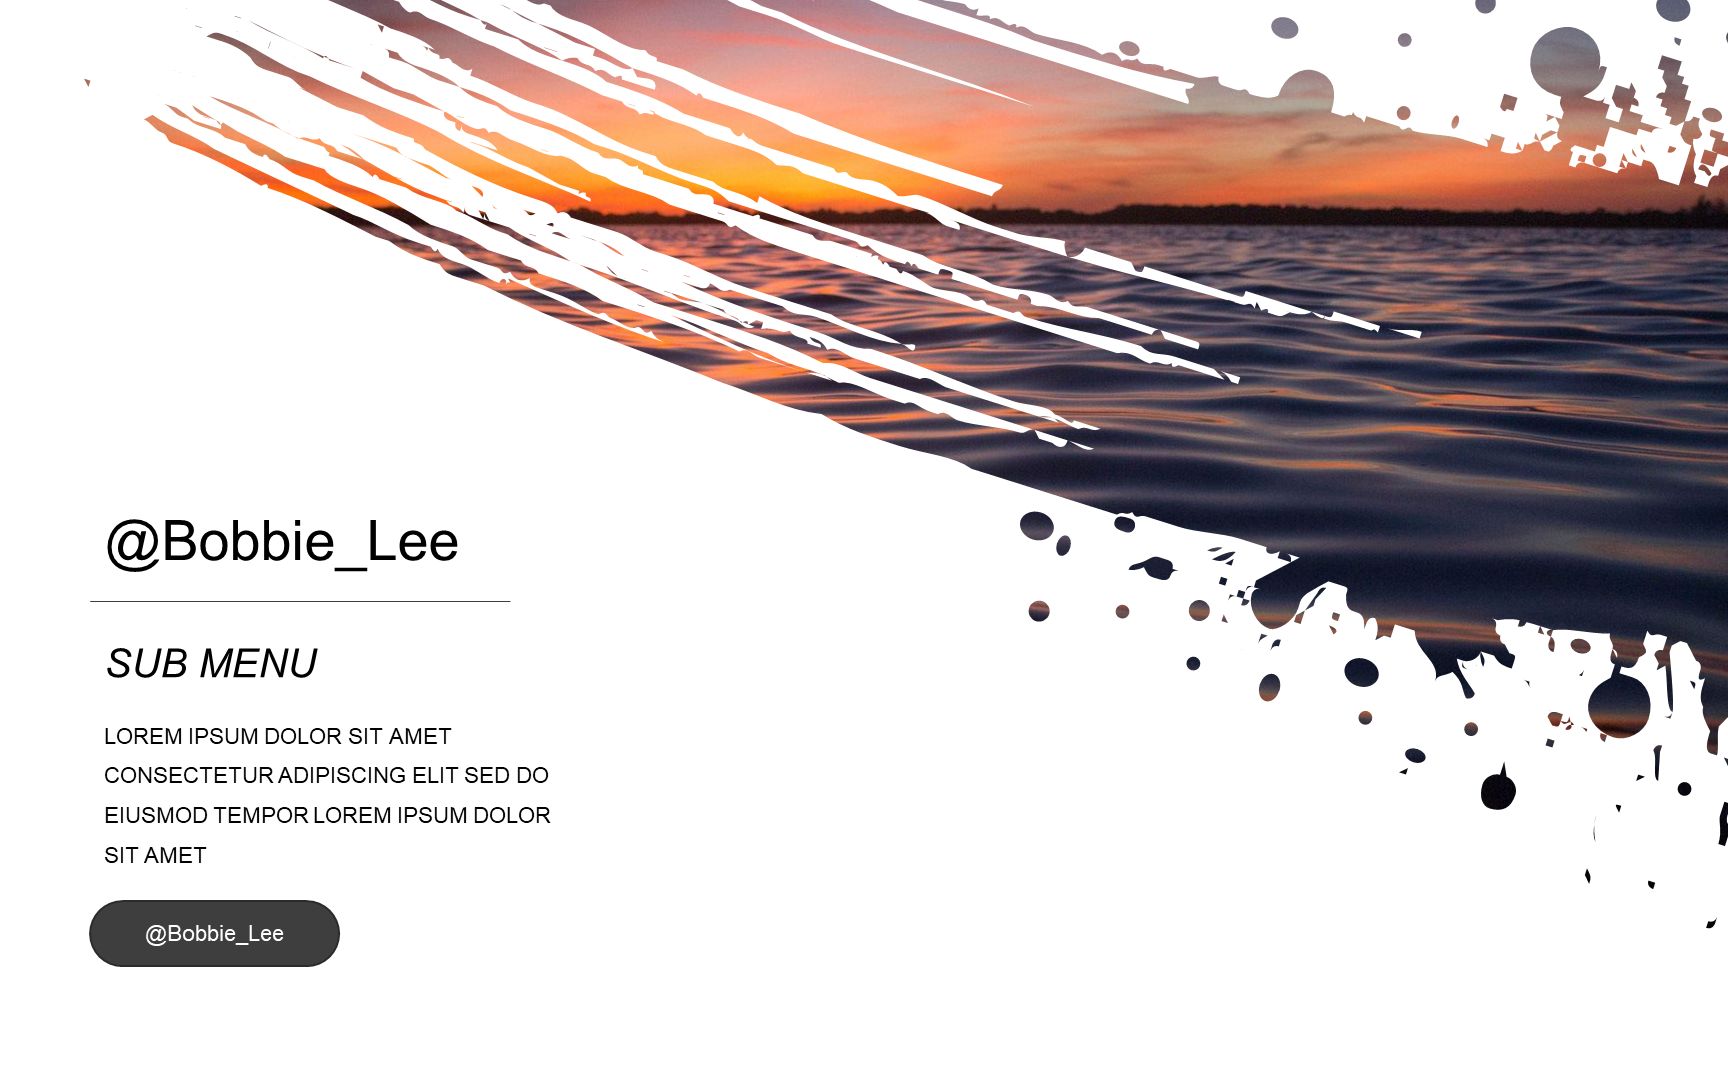 @Bobbie_Lee
SUB MENU
LOREM IPSUM DOLOR SIT AMET
CONSECTETUR ADIPISCING ELIT SED DO
EIUSMOD TEMPOR LOREM IPSUM DOLOR
SIT AMET
@Bobbie_Lee